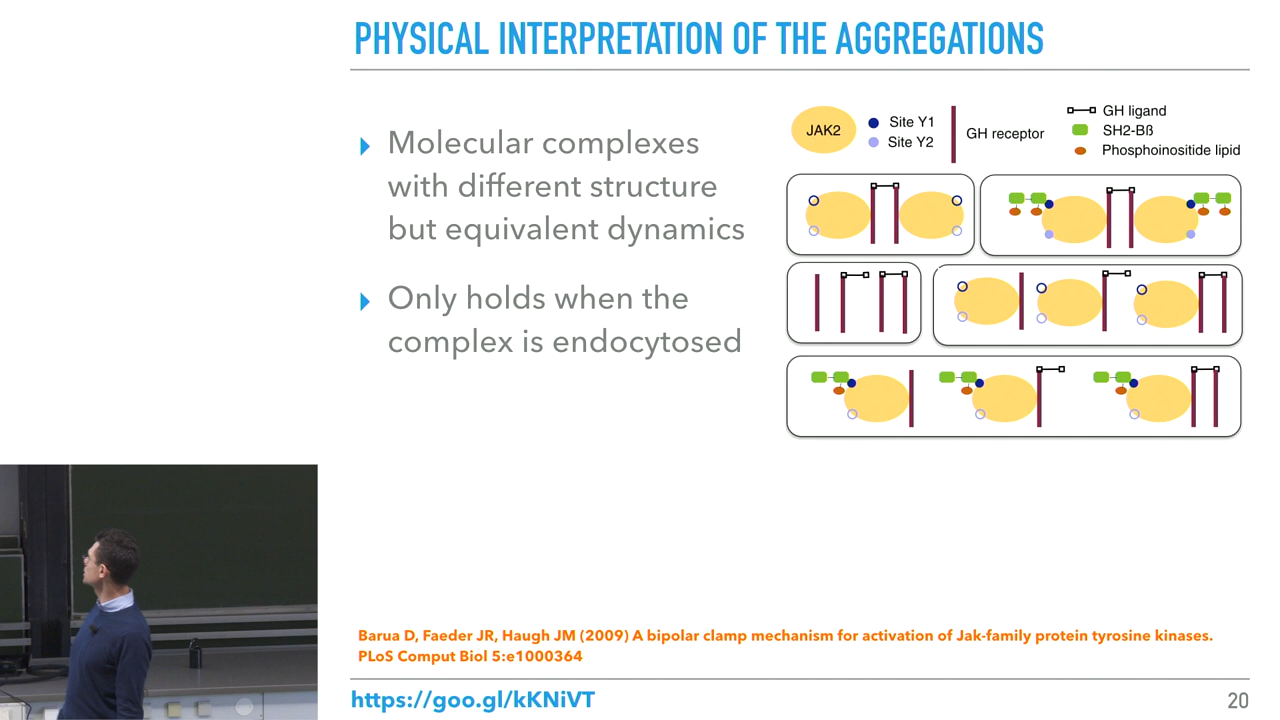 PHYSICAL INTERPRETATION OF THE AGGREGATIONS
▸ Molecular complexes
with different structure
but equivalent dynamics
▸ Only holds when the
complex is endocytosed
JAK2
Site Y1
Site Y2
GH receptor
GH ligand
SH2-Bß
Phosphoinositide lipid
Barua D, Faeder JR, Haugh JM (2009) A bipolar clamp mechanism for activation of Jak-family protein tyrosine kinases.
PLoS Comput Biol 5:e1000364
https://goo.gl/kKNiVT
20